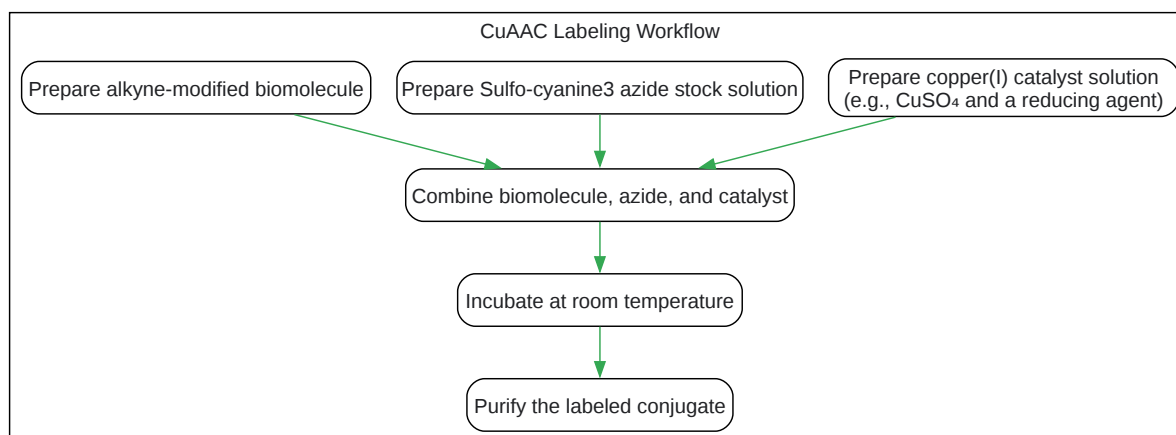 CuAAC Labeling Workflow
Prepare alkyne-modified biomolecule
Prepare Sulfo-cyanine3 azide stock solution
Prepare copper(I) catalyst solution
(e.g., CuSO₄ and a reducing agent)
Combine biomolecule, azide, and catalyst
Incubate at room temperature
Purify the labeled conjugate